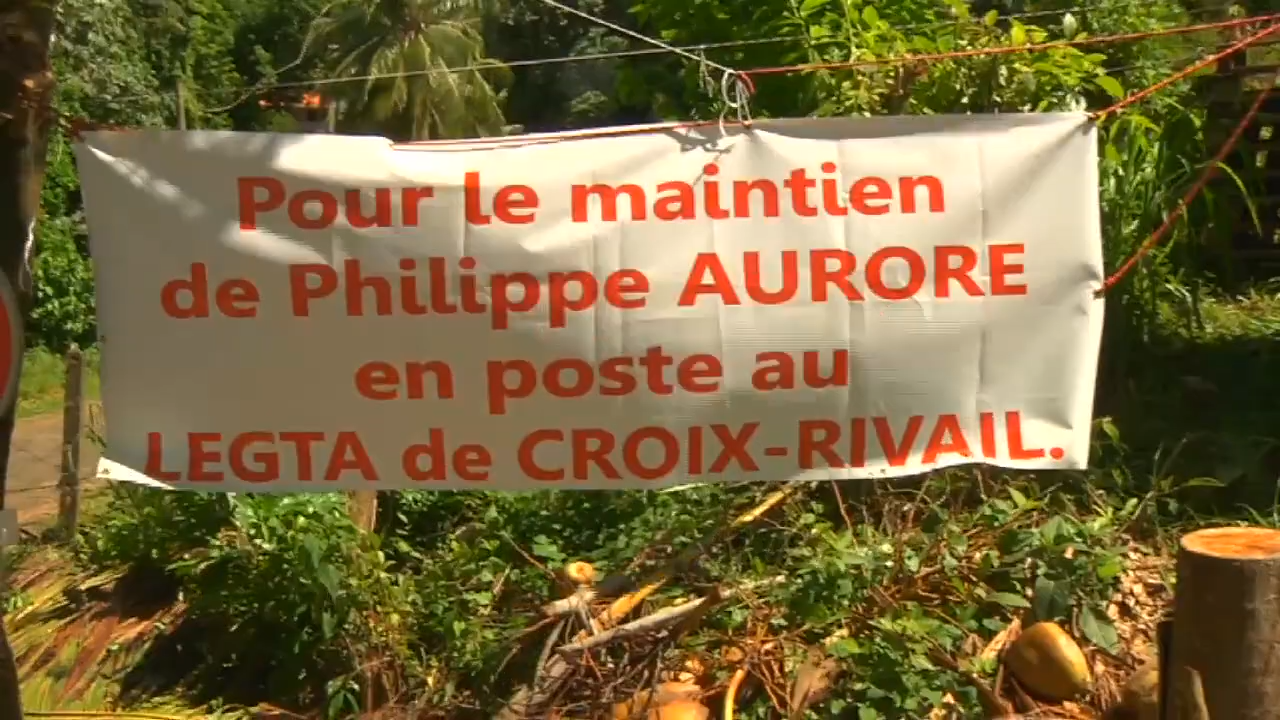 Pour le maintien
de Philippe AURORE
en poste au
LEGTA de CROIX-RIVAIL.